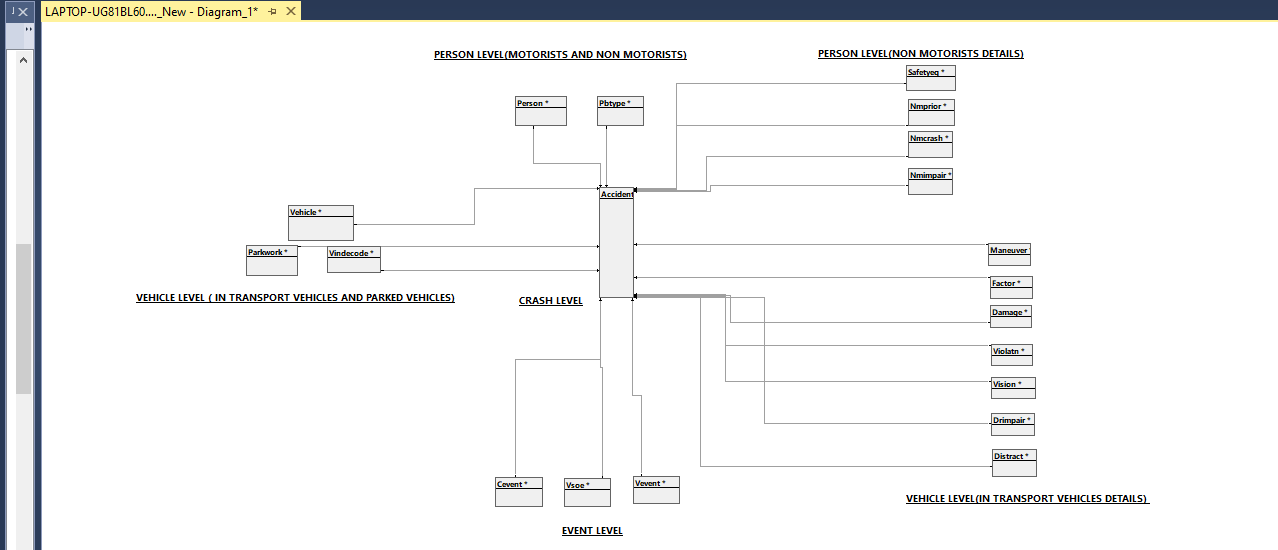 LAPTOP-UG81BL60...._New - Diagram_1*
PERSON LEVEL(MOTORISTS AND NON MOTORISTS)
PERSON LEVEL(NON MOTORISTS DETAILS)
Safetyeq *
Person *
Pbtype *
Nmprior *
Nmcrash *
Nmimpair *
Accident
Vehicle *
Parkwork *
Vindecode *
Maneuver
Factor *
VEHICLE LEVEL ( IN TRANSPORT VEHICLES AND PARKED VEHICLES)
CRASH LEVEL
Damage *
Violatn *
Vision *
Drimpair *
Distract *
Cevent *
Vsoe *
Vevent *
VEHICLE LEVEL(IN TRANSPORT VEHICLES DETAILS)
EVENT LEVEL